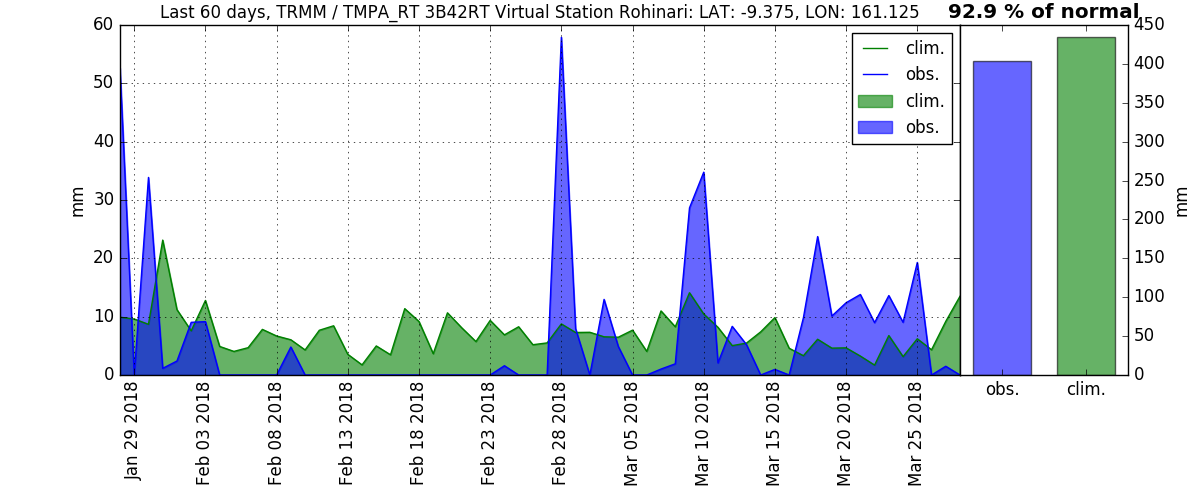 Last 60 days, TRMM / TMPA_RT 3B42RT Virtual Station Rohinari: LAT: -9.375, LON: 161.125
92.9 % of normal
60
50
40
30
20
10
0
mm
clim.
obs.
clim.
obs.
Jan 29 2018
Feb 03 2018
Feb 08 2018
Feb 13 2018
Feb 18 2018
Feb 23 2018
Feb 28 2018
Mar 05 2018
Mar 10 2018
Mar 15 2018
Mar 20 2018
Mar 25 2018
450
400
350
300
250
200
150
100
50
0
mm
obs.
clim.